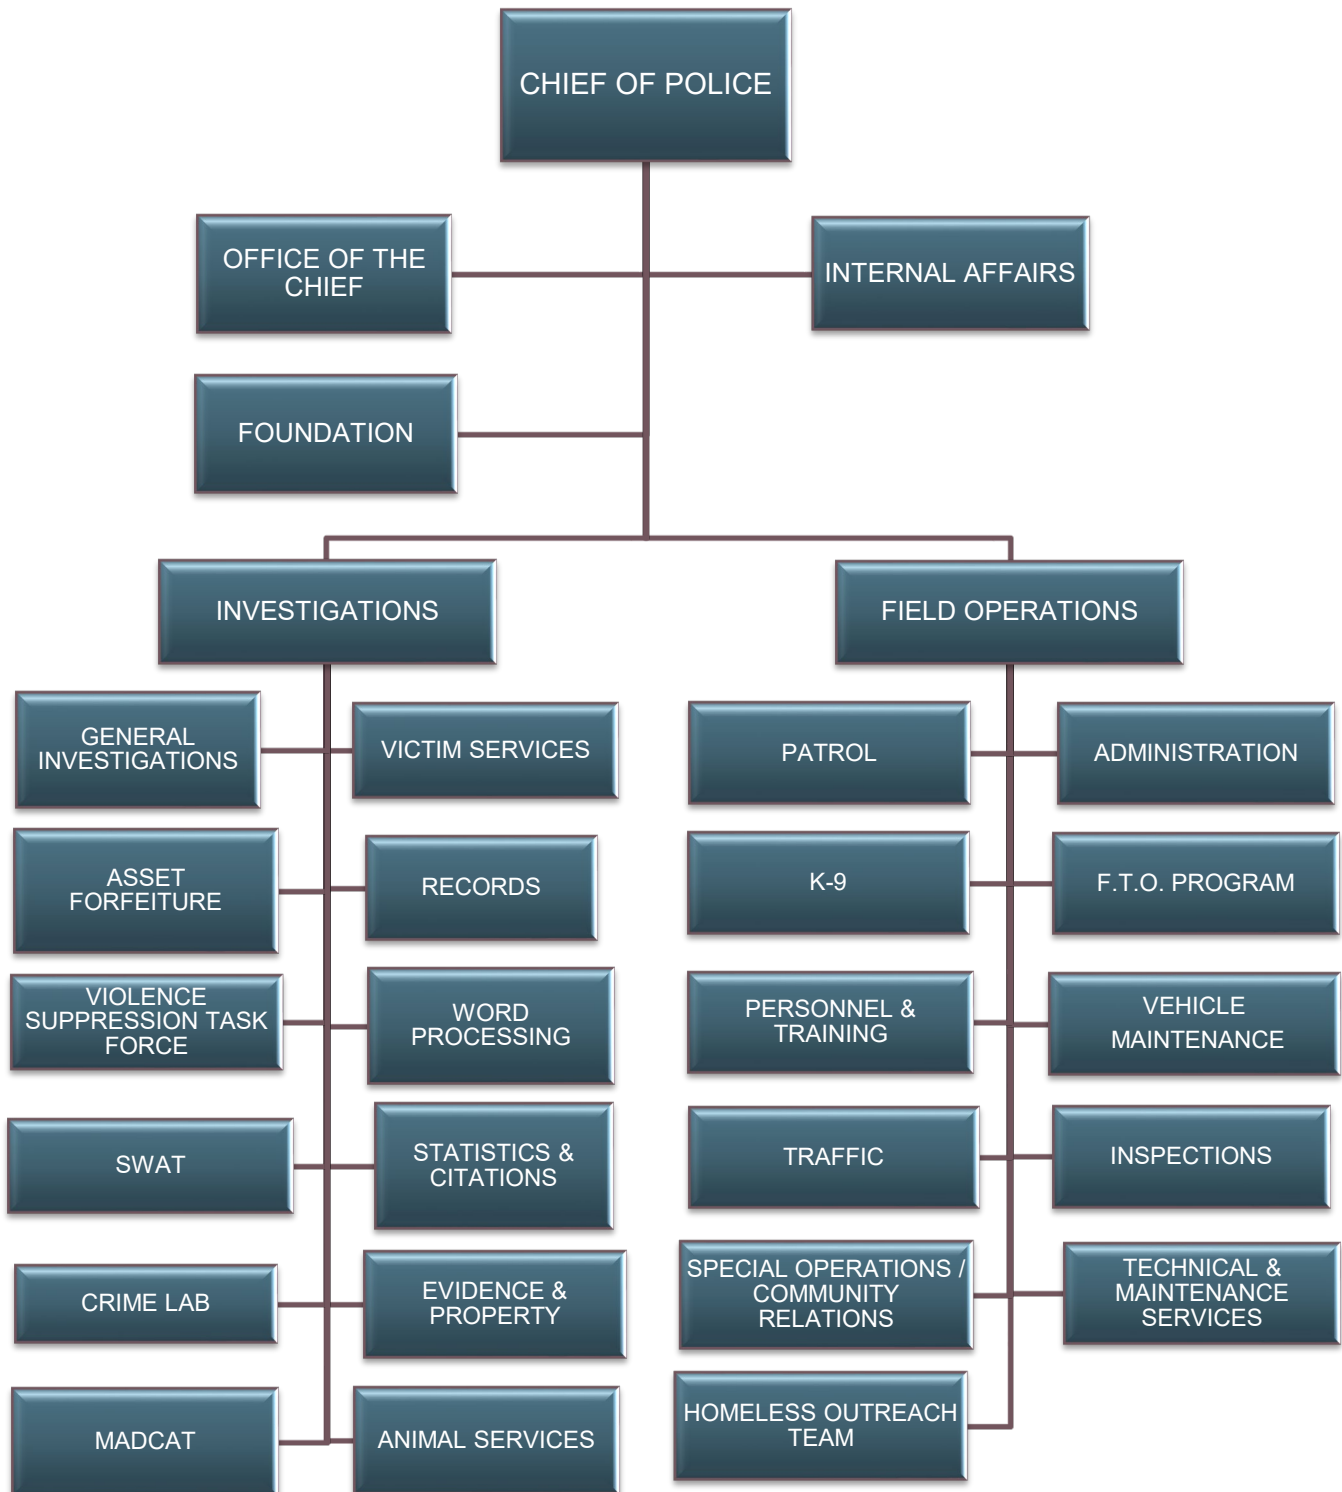 CHIEF OF POLICE
OFFICE OF THE
CHIEF
INTERNAL AFFAIRS
FOUNDATION
INVESTIGATIONS
FIELD OPERATIONS
GENERAL
INVESTIGATIONS
VICTIM SERVICES
PATROL
ADMINISTRATION
ASSET
FORFEITURE
RECORDS
K-9
F.T.O. PROGRAM
VIOLENCE
SUPPRESSION TASK
FORCE
WORD
PROCESSING
PERSONNEL &
TRAINING
VEHICLE
MAINTENANCE
SWAT
STATISTICS &
CITATIONS
TRAFFIC
INSPECTIONS
CRIME LAB
EVIDENCE &
PROPERTY
SPECIAL OPERATIONS /
COMMUNITY
RELATIONS
TECHNICAL &
MAINTENANCE
SERVICES
MADCAT
ANIMAL SERVICES
HOMELESS OUTREACH
TEAM